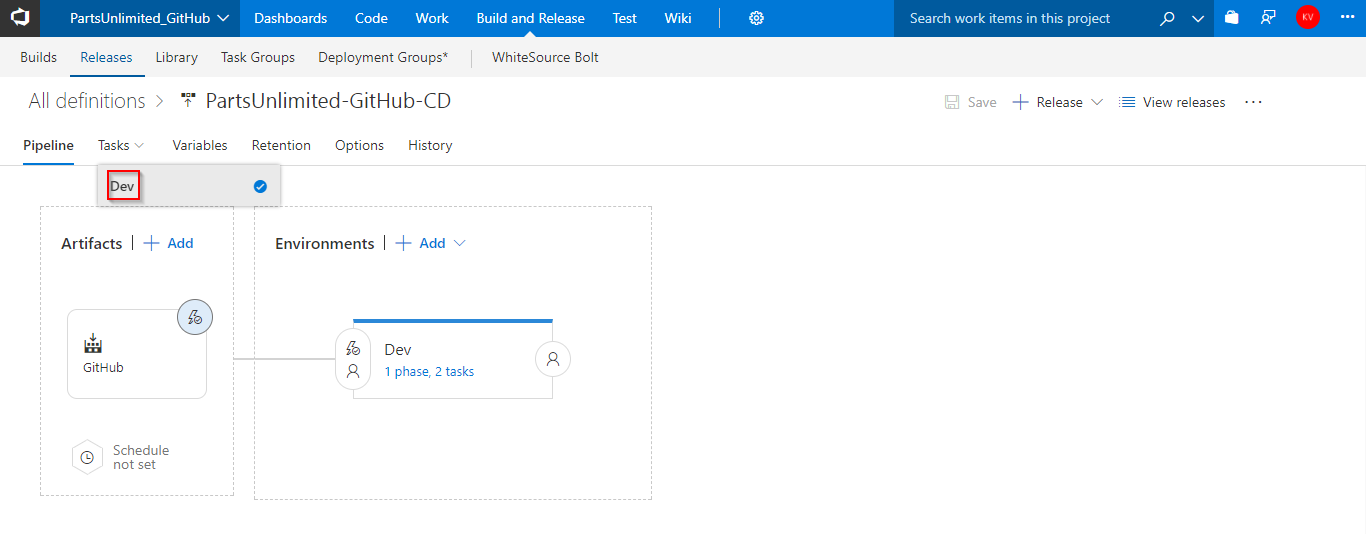 PartsUnlimited_GitHub Dashboards Code Work Build and Release Test Wiki Search work items in this project KV
Builds Releases Library Task Groups Deployment Groups* WhiteSource Bolt
All definitions PartsUnlimited-GitHub-CD Save Release View releases
Pipeline Tasks Variables Retention Options History
Dev
Artifacts Add Environments Add
GitHub
Dev
1 phase, 2 tasks
Schedule
not set